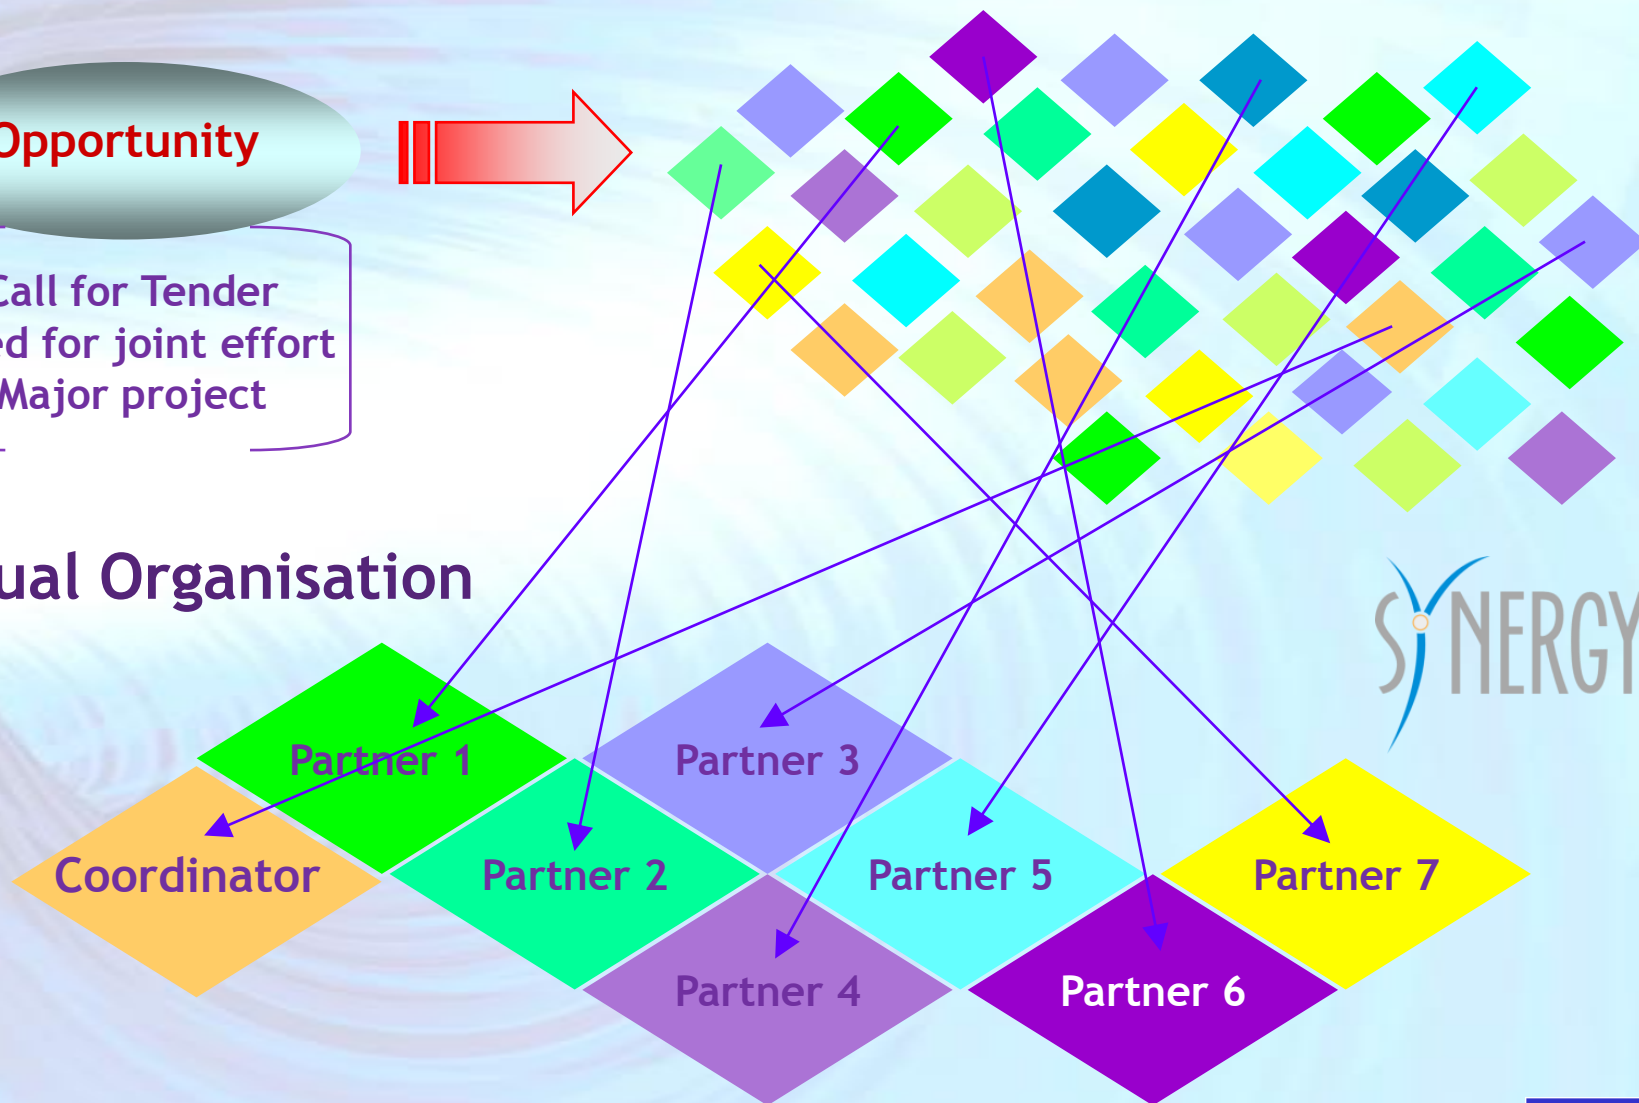 Opportunity
Call for Tender
ed for joint effort
Major project
ual Organisation
SYNERGY
Partner 1
Partner 3
Coordinator
Partner 2
Partner 5
Partner 7
Partner 4
Partner 6